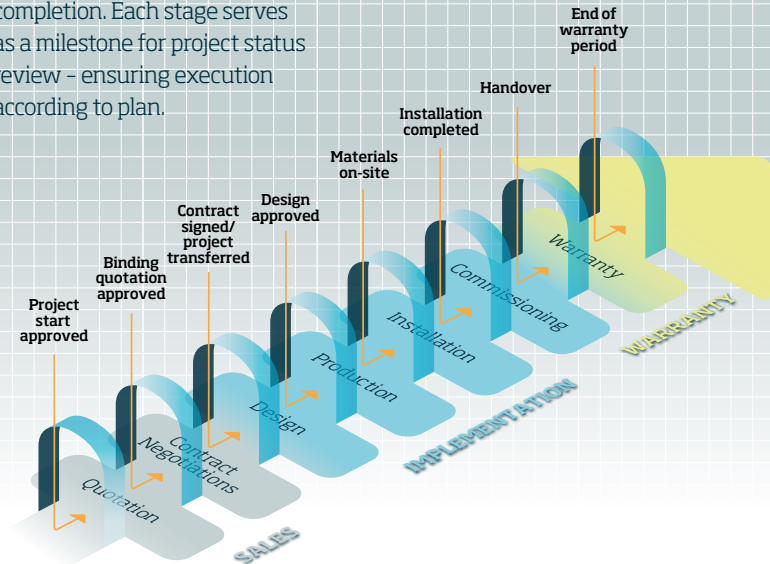 completion. Each stage serves
as a milestone for project status
review – ensuring execution
according to plan.
End of
warranty
period
Handover
Installation
completed
Materials
on-site
Design
approved
Contract
signed/
project
transferred
Binding
quotation
approved
Project
start
approved
Quotation
Contract
Negotiations
Design
Production
Installation
Commissioning
Warranty
SALES
IMPLEMENTATION
WARRANTY